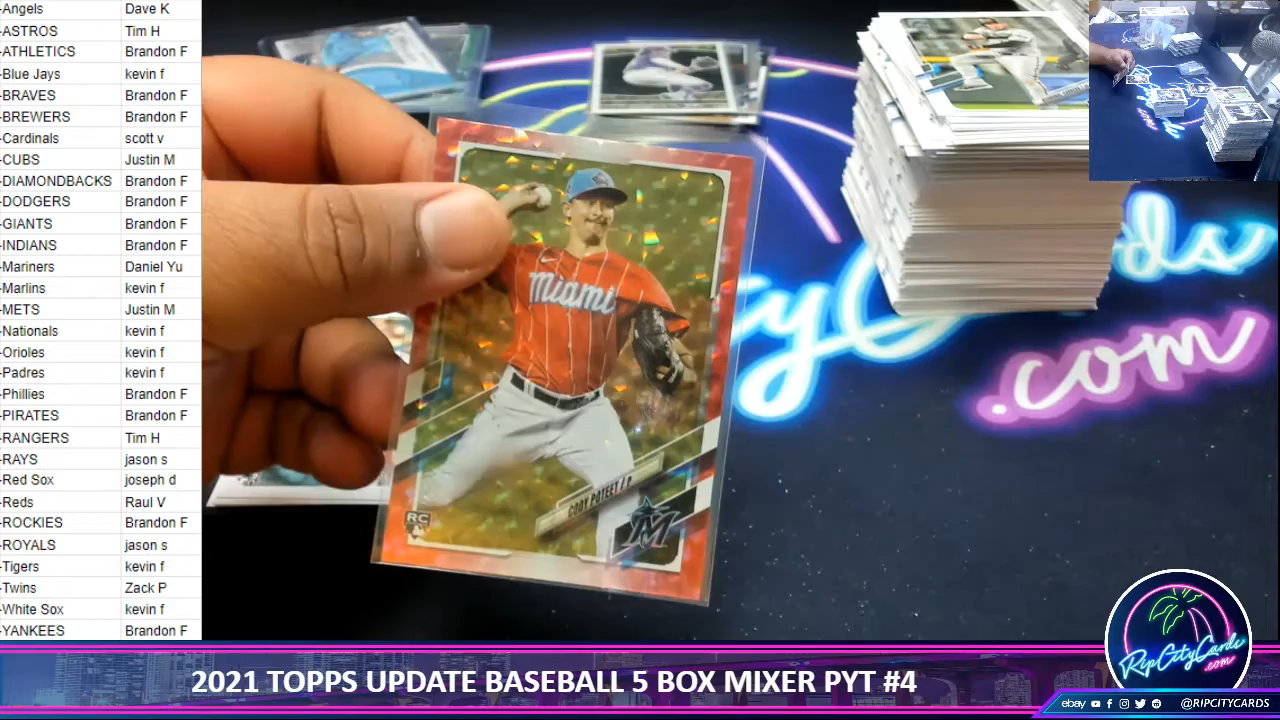 -Angels Dave K
-ASTROS Tim H
-ATHLETICS Brandon F
-Blue Jays kevin f
-BRAVES Brandon F
-BREWERS Brandon F
-Cardinals scott v
-CUBS Justin M
-DIAMONDBACKS Brandon F
-DODGERS Brandon F
-GIANTS Brandon F
-INDIANS Brandon F
-Mariners Daniel Yu
-Marlins kevin f
-METS Justin M
-Nationals kevin f
-Orioles kevin f
-Padres kevin f
-Phillies Brandon F
-PIRATES Brandon F
-RANGERS Tim H
-RAYS jason s
-Red Sox joseph d
-Reds Raul V
-ROCKIES Brandon F
-ROYALS jason s
-Tigers kevin f
-Twins Zack P
-White Sox kevin f
-YANKEES Brandon F
Miami
CODY POTEET / P
RC
M
.com
RipCityCards
.com
2021 TOPPS UPDATE BASEBALL 5 BOX MIXER PYT #4
ebay @RIPCITYCARDS